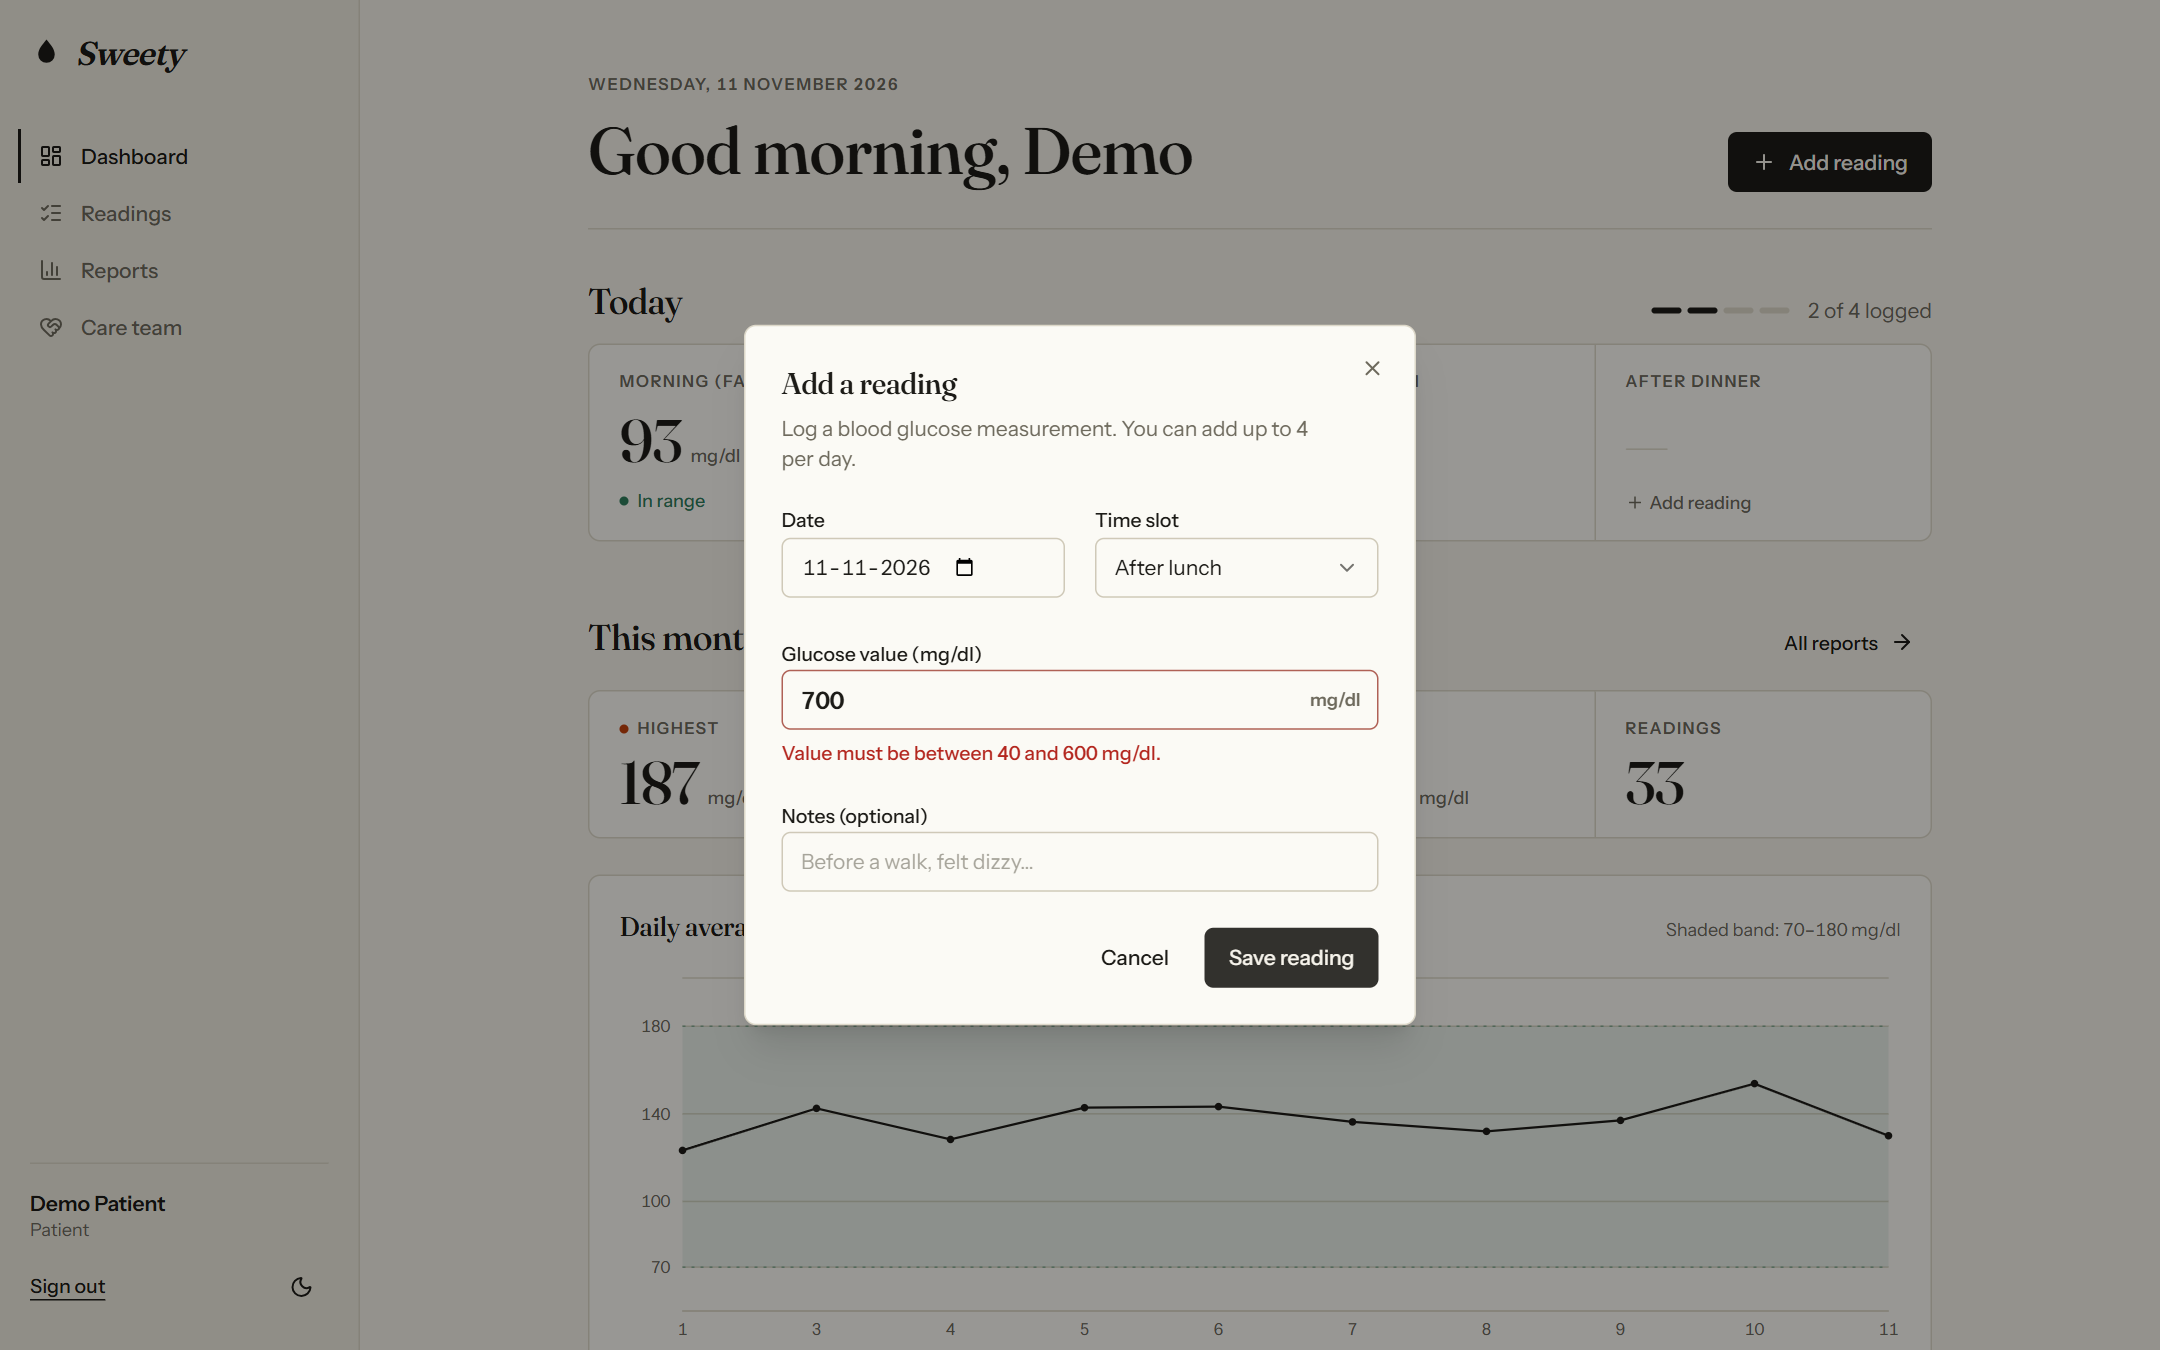 Sweety
Dashboard
Readings
Reports
Care team
Demo Patient
Patient
Sign out
WEDNESDAY, 11 NOVEMBER 2026
Good morning, Demo
Add reading
Today
2 of 4 logged
MORNING (FA
93 mg/dl
In range
AFTER DINNER
Add reading
Add a reading
Log a blood glucose measurement. You can add up to 4
per day.
Date
Time slot
11-11-2026
After lunch
Glucose value (mg/dl)
700 mg/dl
Value must be between 40 and 600 mg/dl.
Notes (optional)
Before a walk, felt dizzy...
Cancel
Save reading
This mont
All reports
HIGHEST
187 mg/
mg/dl
READINGS
33
Daily avera
Shaded band: 70–180 mg/dl
180
140
100
70
1 3 4 5 6 7 8 9 10 11